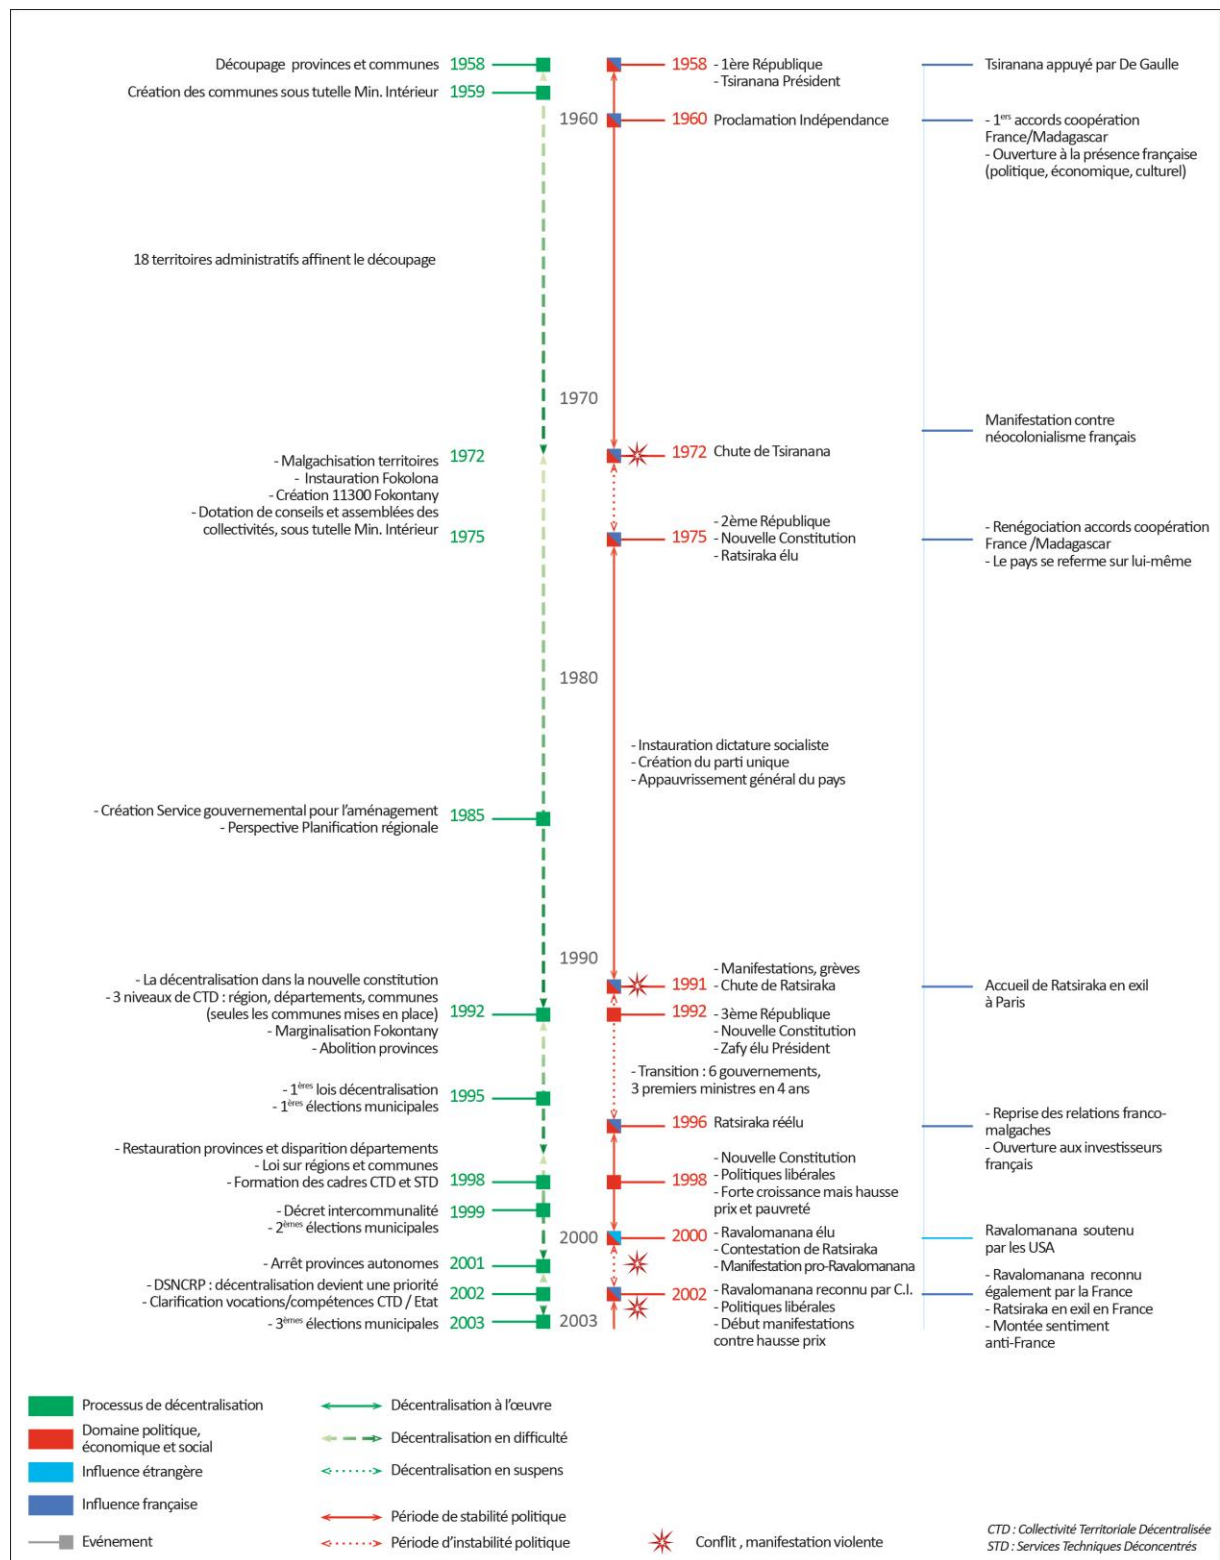 Découpage provinces et communes 1958
Création des communes sous tutelle Min. Intérieur 1959
18 territoires administratifs affinent le découpage
- Malgachisation territoires 1972
- Instauration Fokolona
- Création 11300 Fokontany
- Dotation de conseils et assemblées des
collectivités, sous tutelle Min. Intérieur 1975
- Création Service gouvernemental pour l'aménagement 1985
- Perspective Planification régionale
- La décentralisation dans la nouvelle constitution
- 3 niveaux de CTD : région, départements, communes
(seules les communes mises en place) 1992
- Marginalisation Fokontany
- Abolition provinces
- 1ères lois décentralisation 1995
- 1ères élections municipales
- Restauration provinces et disparition départements
- Loi sur régions et communes
- Formation des cadres CTD et STD 1998
- Décret intercommunalité 1999
- 2èmes élections municipales
- Arrêt provinces autonomes 2001
- DSNCRP : décentralisation devient une priorité 2002
- Clarification vocations/compétences CTD / Etat
- 3èmes élections municipales 2003
1960
1970
1980
1990
2000
2003
1958 - 1ère République
- Tsiranana Président
1960 Proclamation Indépendance
1972 Chute de Tsiranana
- 2ème République
1975 - Nouvelle Constitution
- Ratsiraka élu
- Instauration dictature socialiste
- Création du parti unique
- Appauvrissement général du pays
- Manifestations, grèves
1991 - Chute de Ratsiraka
1992 - 3ème République
- Nouvelle Constitution
- Zafy élu Président
- Transition : 6 gouvernements,
3 premiers ministres en 4 ans
1996 Ratsiraka réélu
- Nouvelle Constitution
1998 - Politiques libérales
- Forte croissance mais hausse
prix et pauvreté
2000 - Ravalomanana élu
- Contestation de Ratsiraka
- Manifestation pro-Ravalomanana
2002 - Ravalomanana reconnu par C.I.
- Politiques libérales
- Début manifestations
contre hausse prix
Tsiranana appuyé par De Gaulle
- 1ers accords coopération
France/Madagascar
- Ouverture à la présence française
(politique, économique, culturel)
Manifestation contre
néocolonialisme français
- Renégociation accords coopération
France /Madagascar
- Le pays se referme sur lui-même
Accueil de Ratsiraka en exil
à Paris
- Reprise des relations franco-
malgaches
- Ouverture aux investisseurs
français
Ravalomanana soutenu
par les USA
- Ravalomanana reconnu
également par la France
- Ratsiraka en exil en France
- Montée sentiment
anti-France
Processus de décentralisation
Domaine politique,
économique et social
Influence étrangère
Influence française
Evénement
Décentralisation à l'œuvre
Décentralisation en difficulté
Décentralisation en suspens
Période de stabilité politique
Période d'instabilité politique
Conflit , manifestation violente
CTD : Collectivité Territoriale Décentralisée
STD : Services Techniques Déconcentrés